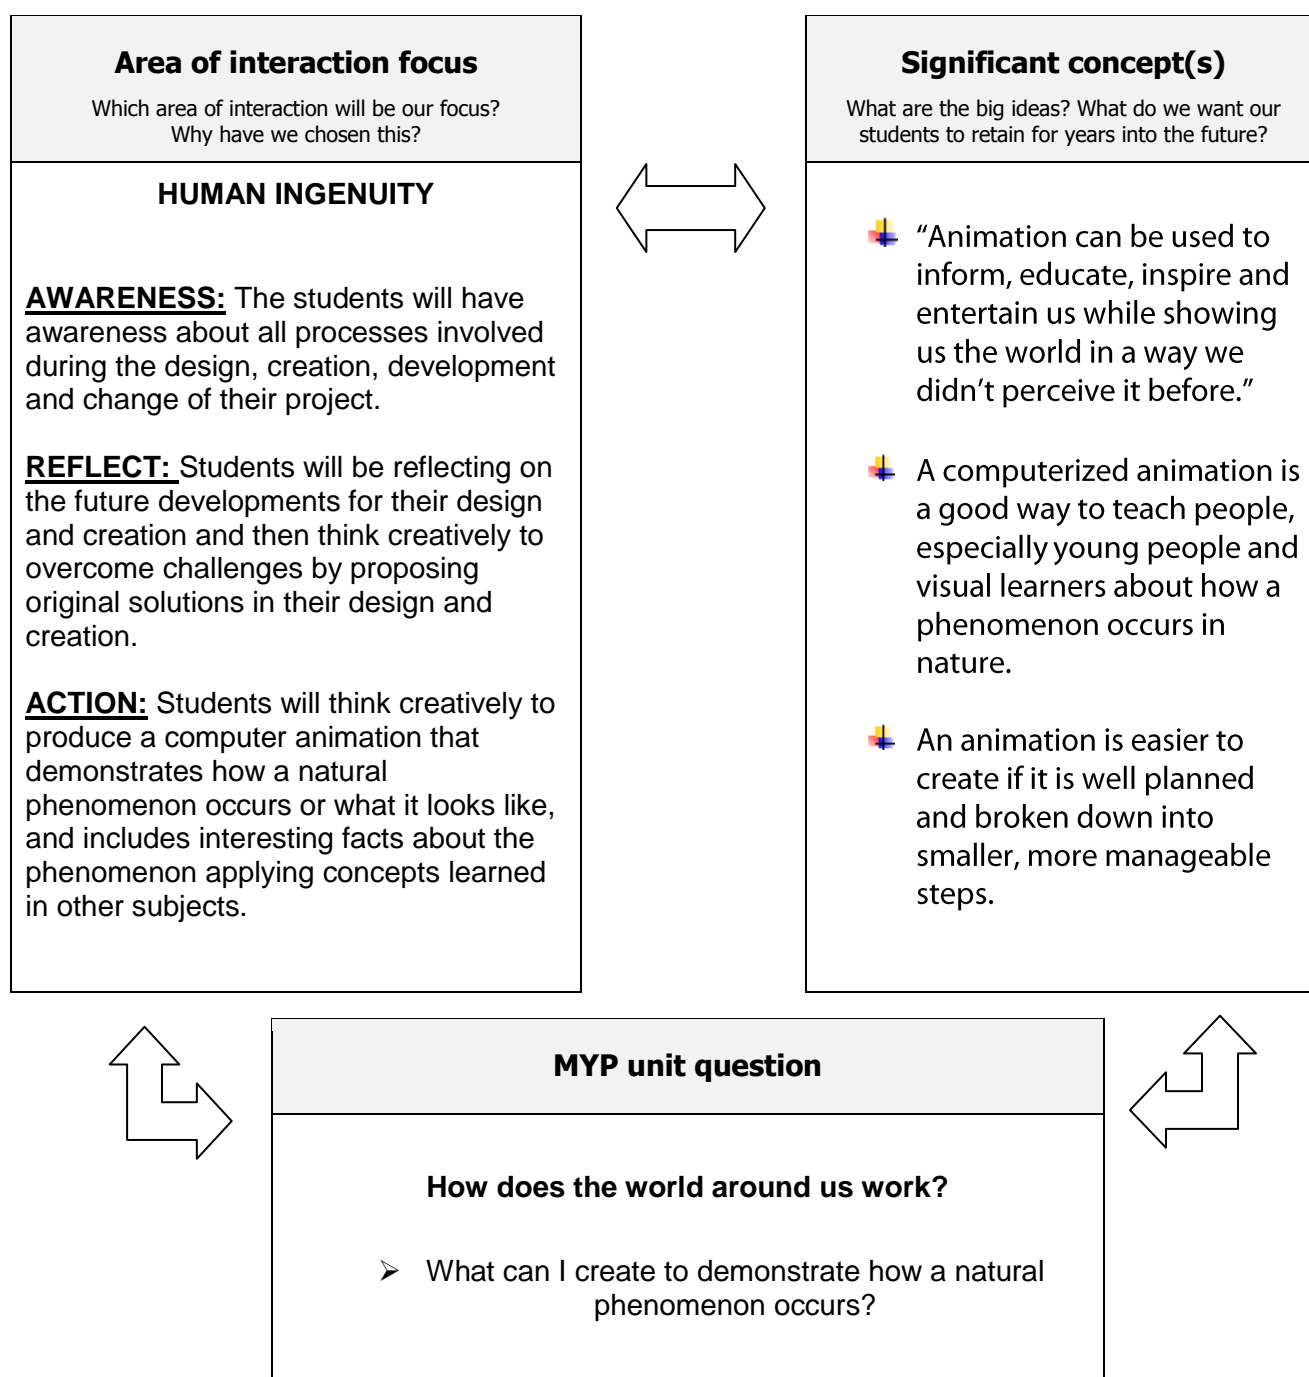 Area of interaction focus
Which area of interaction will be our focus?
Why have we chosen this?
HUMAN INGENUITY
AWARENESS: The students will have
awareness about all processes involved
during the design, creation, development
and change of their project.
REFLECT: Students will be reflecting on
the future developments for their design
and creation and then think creatively to
overcome challenges by proposing
original solutions in their design and
creation.
ACTION: Students will think creatively to
produce a computer animation that
demonstrates how a natural
phenomenon occurs or what it looks like,
and includes interesting facts about the
phenomenon applying concepts learned
in other subjects.
Significant concept(s)
What are the big ideas? What do we want our
students to retain for years into the future?
“Animation can be used to
inform, educate, inspire and
entertain us while showing
us the world in a way we
didn’t perceive it before.”
A computerized animation is
a good way to teach people,
especially young people and
visual learners about how a
phenomenon occurs in
nature.
An animation is easier to
create if it is well planned
and broken down into
smaller, more manageable
steps.
MYP unit question
How does the world around us work?
➢ What can I create to demonstrate how a natural
phenomenon occurs?